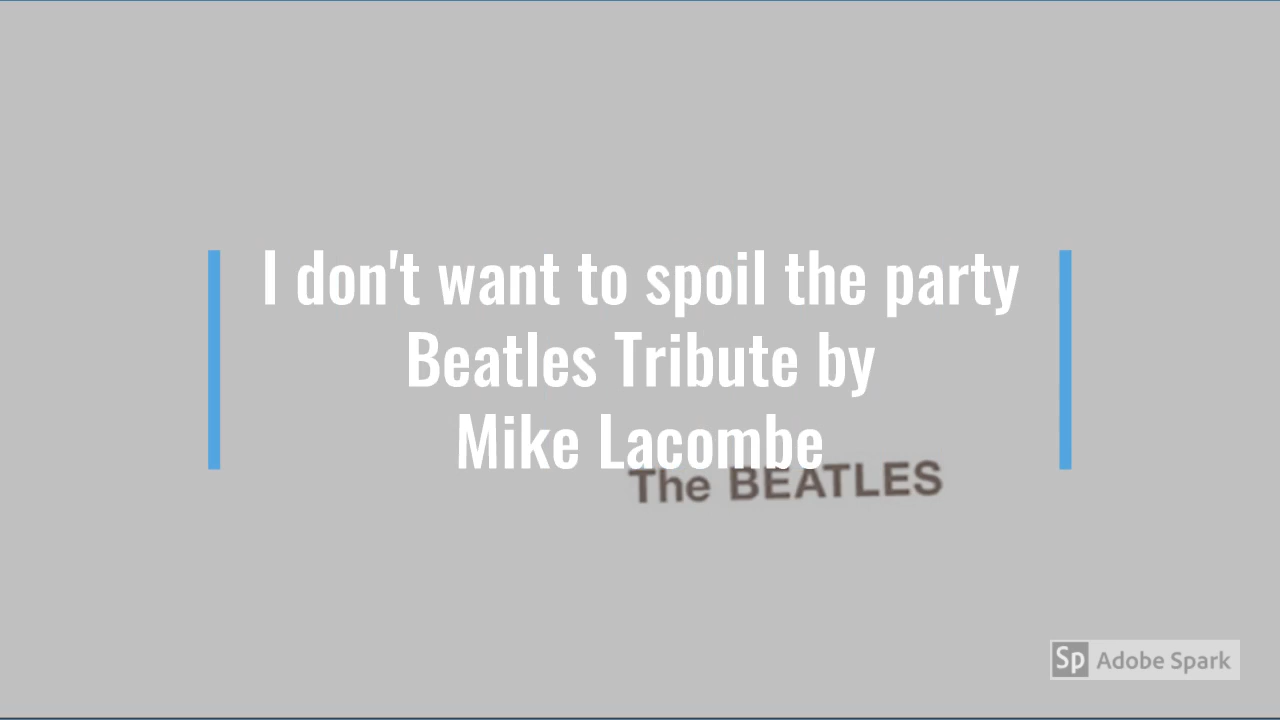 I don't want to spoil the party
Beatles Tribute by
Mike Lacombe
The BEATLES
Sp Adobe Spark